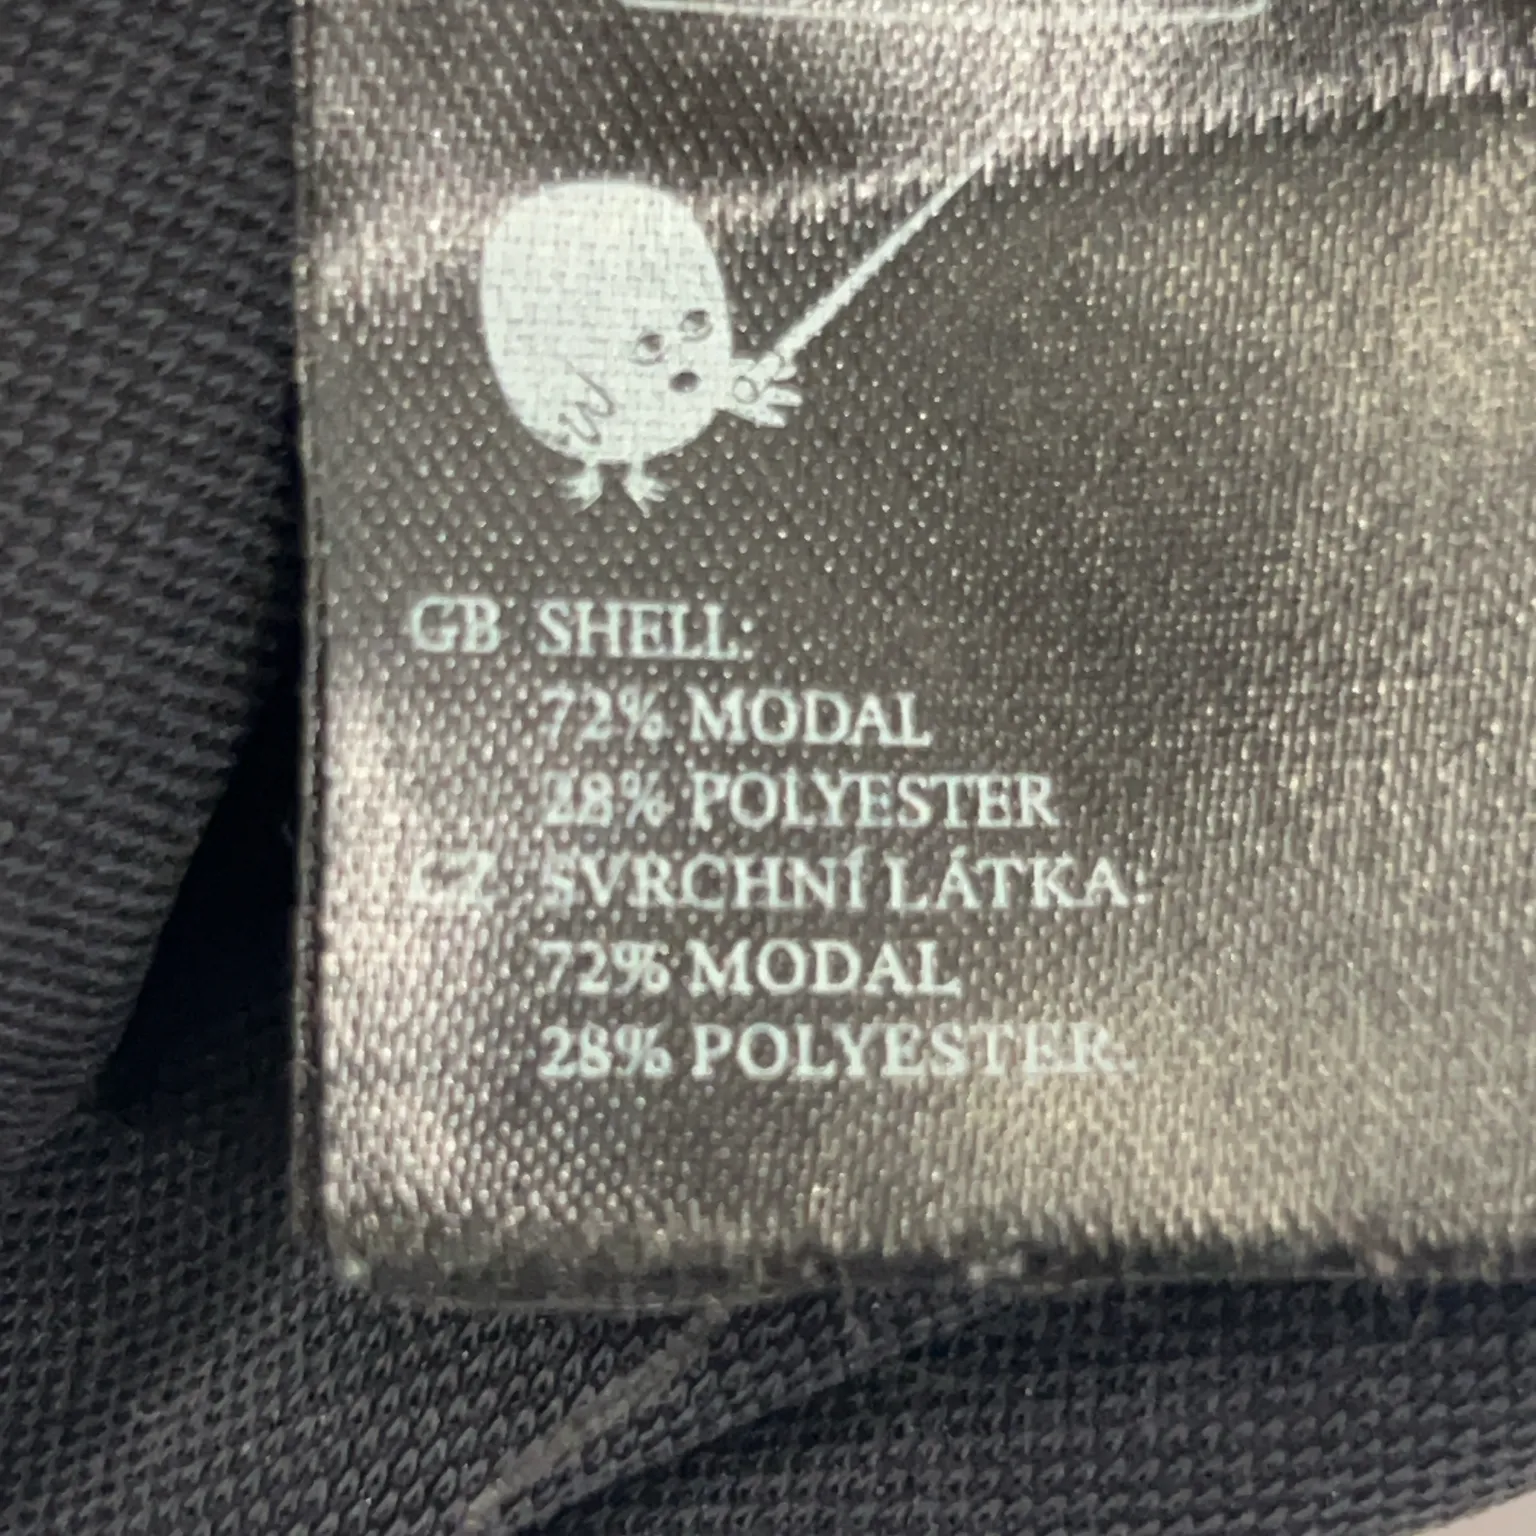 GB SHELL:
72% MODAL
28% POLYESTER
CZ SVRCHNÍ LÁTKA:
72% MODAL
28% POLYESTER